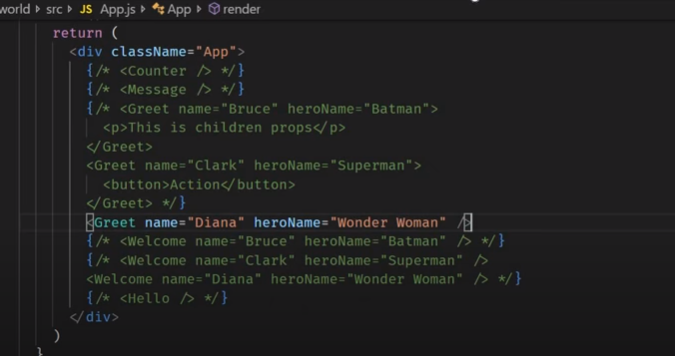 world > src > JS App.js > App > render
return (
<div className="App">
{/* <Counter /> */}
{/* <Message /> */}
{/* <Greet name="Bruce" heroName="Batman">
<p>This is children props</p>
</Greet>
<Greet name="Clark" heroName="Superman">
<button>Action</button>
</Greet> */}
<Greet name="Diana" heroName="Wonder Woman" />
{/* <Welcome name="Bruce" heroName="Batman" /> */}
{/* <Welcome name="Clark" heroName="Superman" />
<Welcome name="Diana" heroName="Wonder Woman" /> */}
{/* <Hello /> */}
</div>
)
}